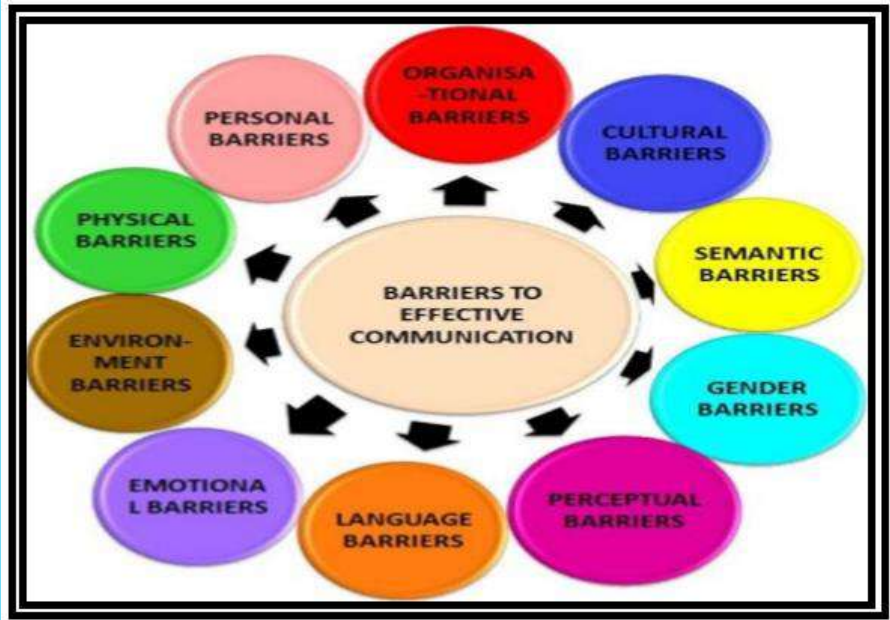 ORGANISA
-TIONAL
BARRIERS
PERSONAL
BARRIERS
CULTURAL
BARRIERS
PHYSICAL
BARRIERS
SEMANTIC
BARRIERS
BARRIERS TO
EFFECTIVE
COMMUNICATION
ENVIRON-
MENT
BARRIERS
GENDER
BARRIERS
EMOTIONA
L BARRIERS
LANGUAGE
BARRIERS
PERCEPTUAL
BARRIERS